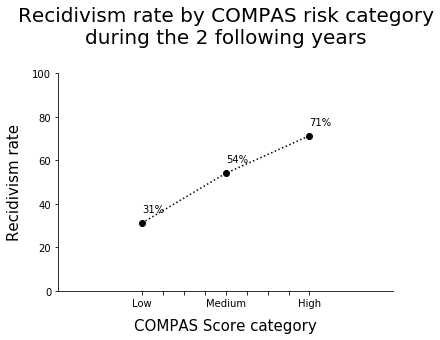 Recidivism rate by COMPAS risk category
during the 2 following years
100
80
60
40
20
0
Recidivism rate
31%
54%
71%
Low
Medium
High
COMPAS Score category